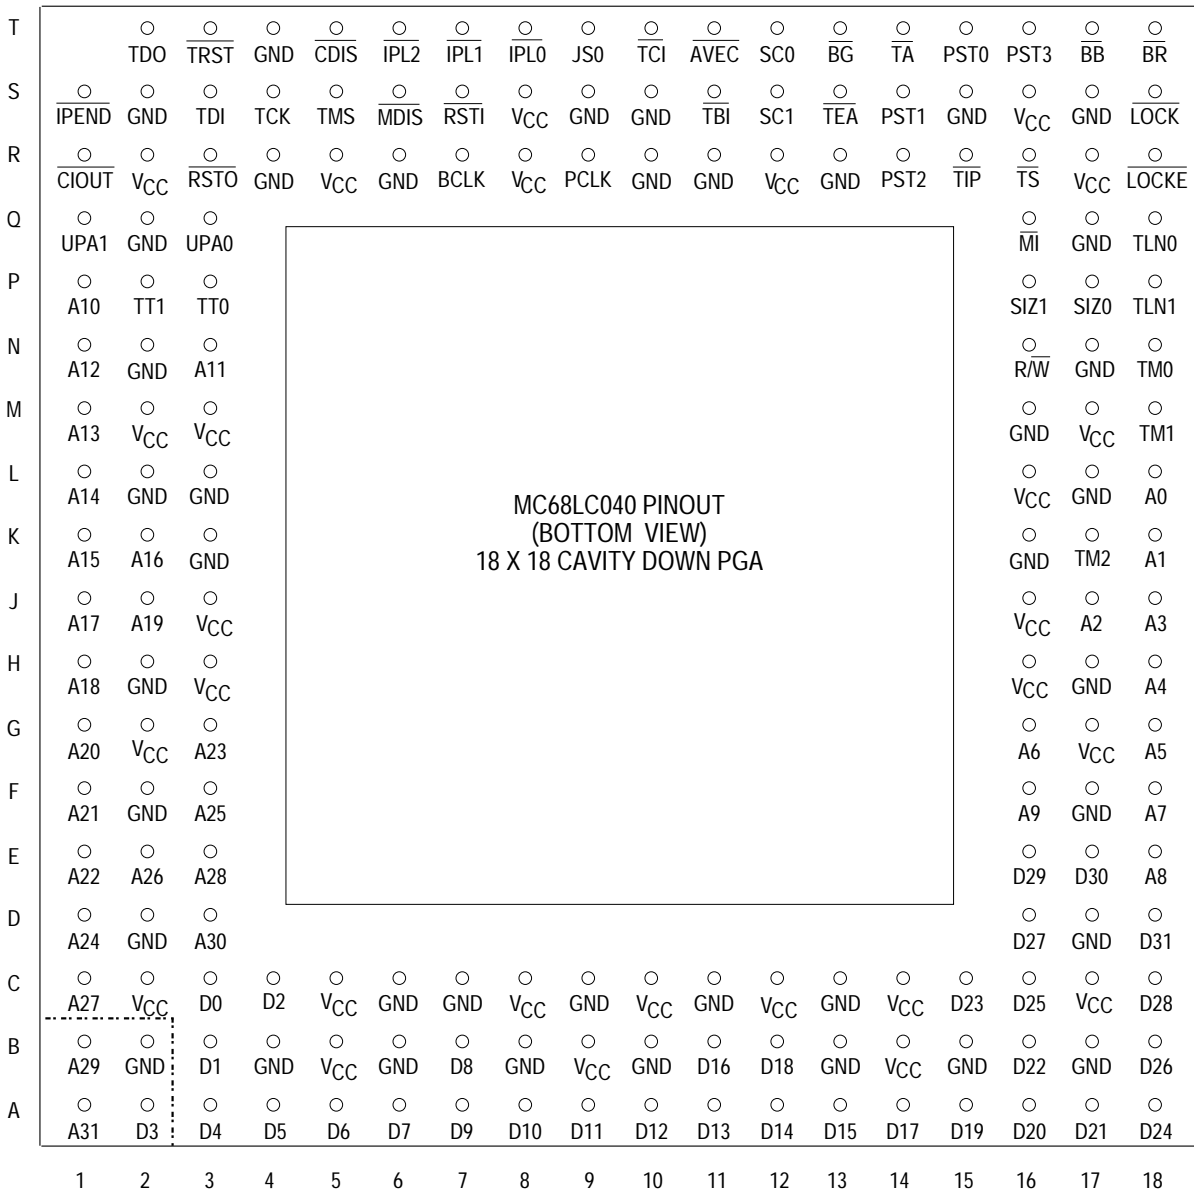 T
TDO TRST GND CDIS IPL2 IPL1 IPL0 JS0 TCI AVEC SC0 BG TA PST0 PST3 BB BR
S
IPEND GND TDI TCK TMS MDIS RSTI VCC GND GND TBI SC1 TEA PST1 GND VCC GND LOCK
R
CIOUT VCC RSTO GND VCC GND BCLK VCC PCLK GND GND VCC GND PST2 TIP TS VCC LOCKE
Q
UPA1 GND UPA0 MI GND TLN0
P
A10 TT1 TT0 SIZ1 SIZ0 TLN1
N
A12 GND A11 R/W GND TM0
M
A13 VCC VCC GND VCC TM1
L
A14 GND GND VCC GND A0
MC68LC040 PINOUT
(BOTTOM VIEW)
18 X 18 CAVITY DOWN PGA
K
A15 A16 GND GND TM2 A1
J
A17 A19 VCC VCC A2 A3
H
A18 GND VCC VCC GND A4
G
A20 VCC A23 A6 VCC A5
F
A21 GND A25 A9 GND A7
E
A22 A26 A28 D29 D30 A8
D
A24 GND A30 D27 GND D31
C
A27 VCC D0 D2 VCC GND GND VCC GND VCC GND VCC GND VCC D23 D25 VCC D28
B
A29 GND D1 GND VCC GND D8 GND VCC GND D16 D18 GND VCC GND D22 GND D26
A
A31 D3 D4 D5 D6 D7 D9 D10 D11 D12 D13 D14 D15 D17 D19 D20 D21 D24
1 2 3 4 5 6 7 8 9 10 11 12 13 14 15 16 17 18